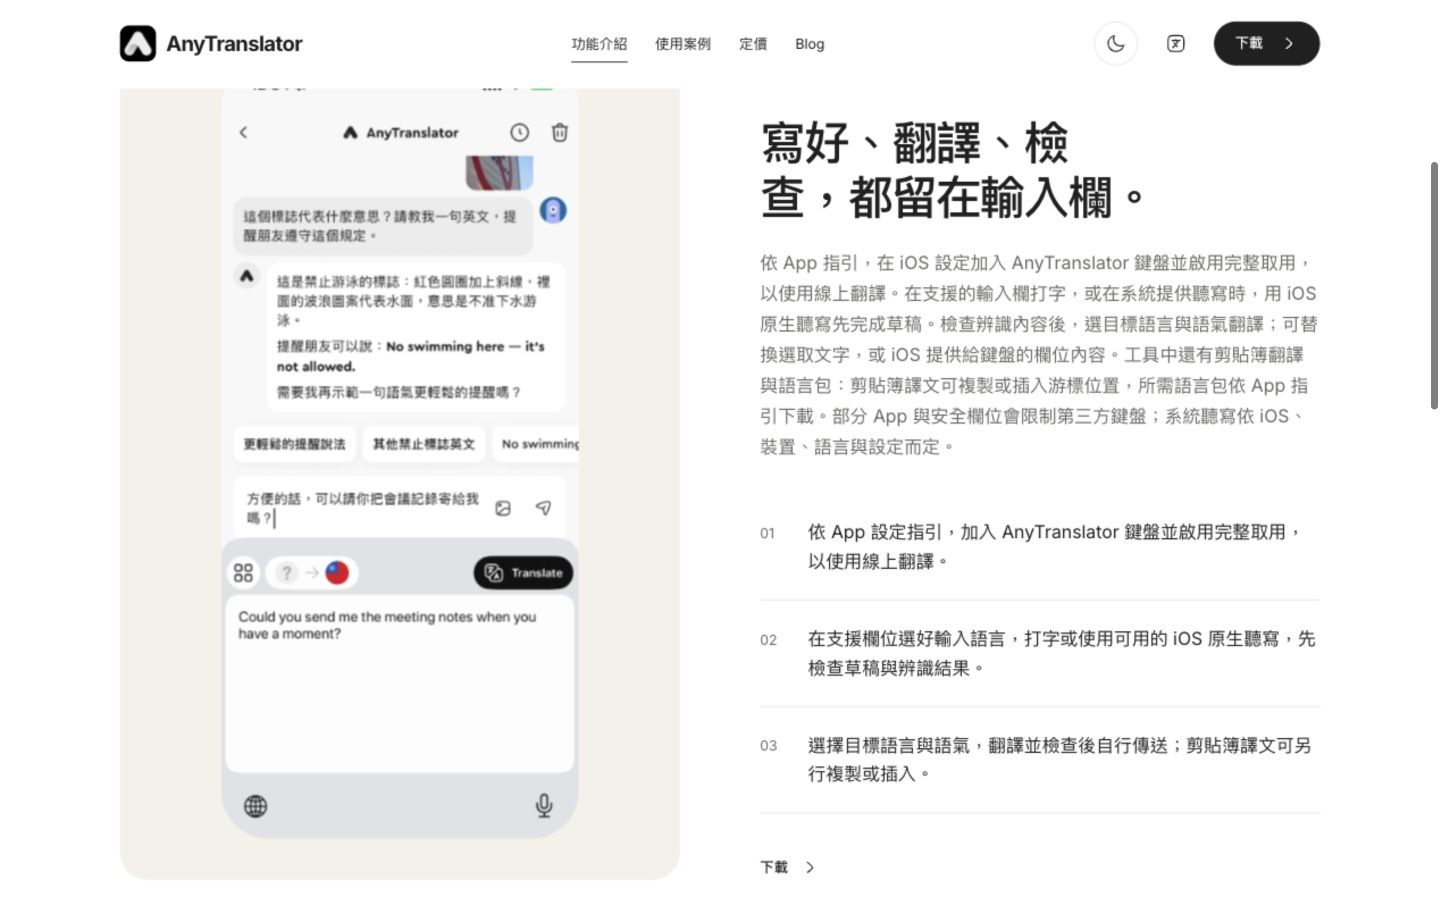 AnyTranslator
功能介紹
使用案例
定價
Blog
下載
AnyTranslator
這個標誌代表什麼意思？請教我一句英文，提
醒朋友遵守這個規定。
這是禁止游泳的標誌：紅色圓圈加上斜線，裡
面的波浪圖案代表水面，意思是不准下水游
泳。
提醒朋友可以說：No swimming here — it's
not allowed.
需要我再示範一句語氣更輕鬆的提醒嗎？
更輕鬆的提醒說法
其他禁止標誌英文
No swimming
方便的話，可以請你把會議記錄寄給我
嗎？
? →
Translate
Could you send me the meeting notes when you
have a moment?
寫好、翻譯、檢
查，都留在輸入欄。
依 App 指引，在 iOS 設定加入 AnyTranslator 鍵盤並啟用完整取用，
以使用線上翻譯。在支援的輸入欄打字，或在系統提供聽寫時，用 iOS
原生聽寫先完成草稿。檢查辨識內容後，選目標語言與語氣翻譯；可替
換選取文字，或 iOS 提供給鍵盤的欄位內容。工具中還有剪貼簿翻譯
與語言包：剪貼簿譯文可複製或插入游標位置，所需語言包依 App 指
引下載。部分 App 與安全欄位會限制第三方鍵盤；系統聽寫依 iOS、
裝置、語言與設定而定。
01
依 App 設定指引，加入 AnyTranslator 鍵盤並啟用完整取用，
以使用線上翻譯。
02
在支援欄位選好輸入語言，打字或使用可用的 iOS 原生聽寫，先
檢查草稿與辨識結果。
03
選擇目標語言與語氣，翻譯並檢查後自行傳送；剪貼簿譯文可另
行複製或插入。
下載